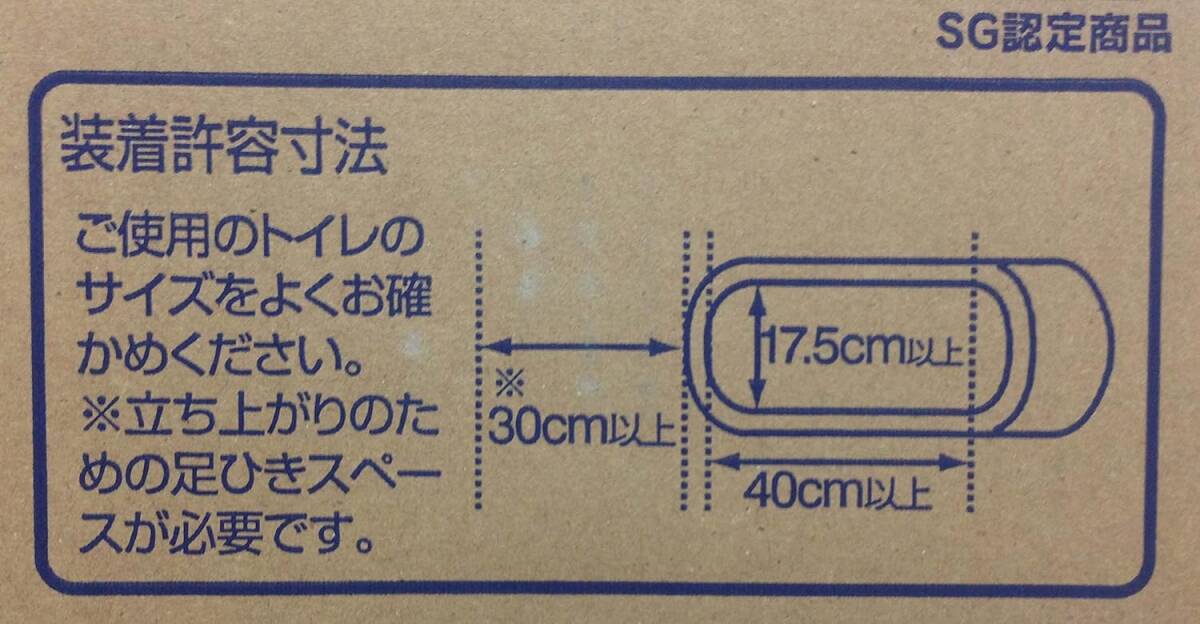 SG認定商品
装着許容寸法
ご使用のトイレの
サイズをよくお確
かめください。
※立ち上がりのた
めの足ひきスペー
スが必要です。
17.5cm以上
※
30cm以上
40cm以上